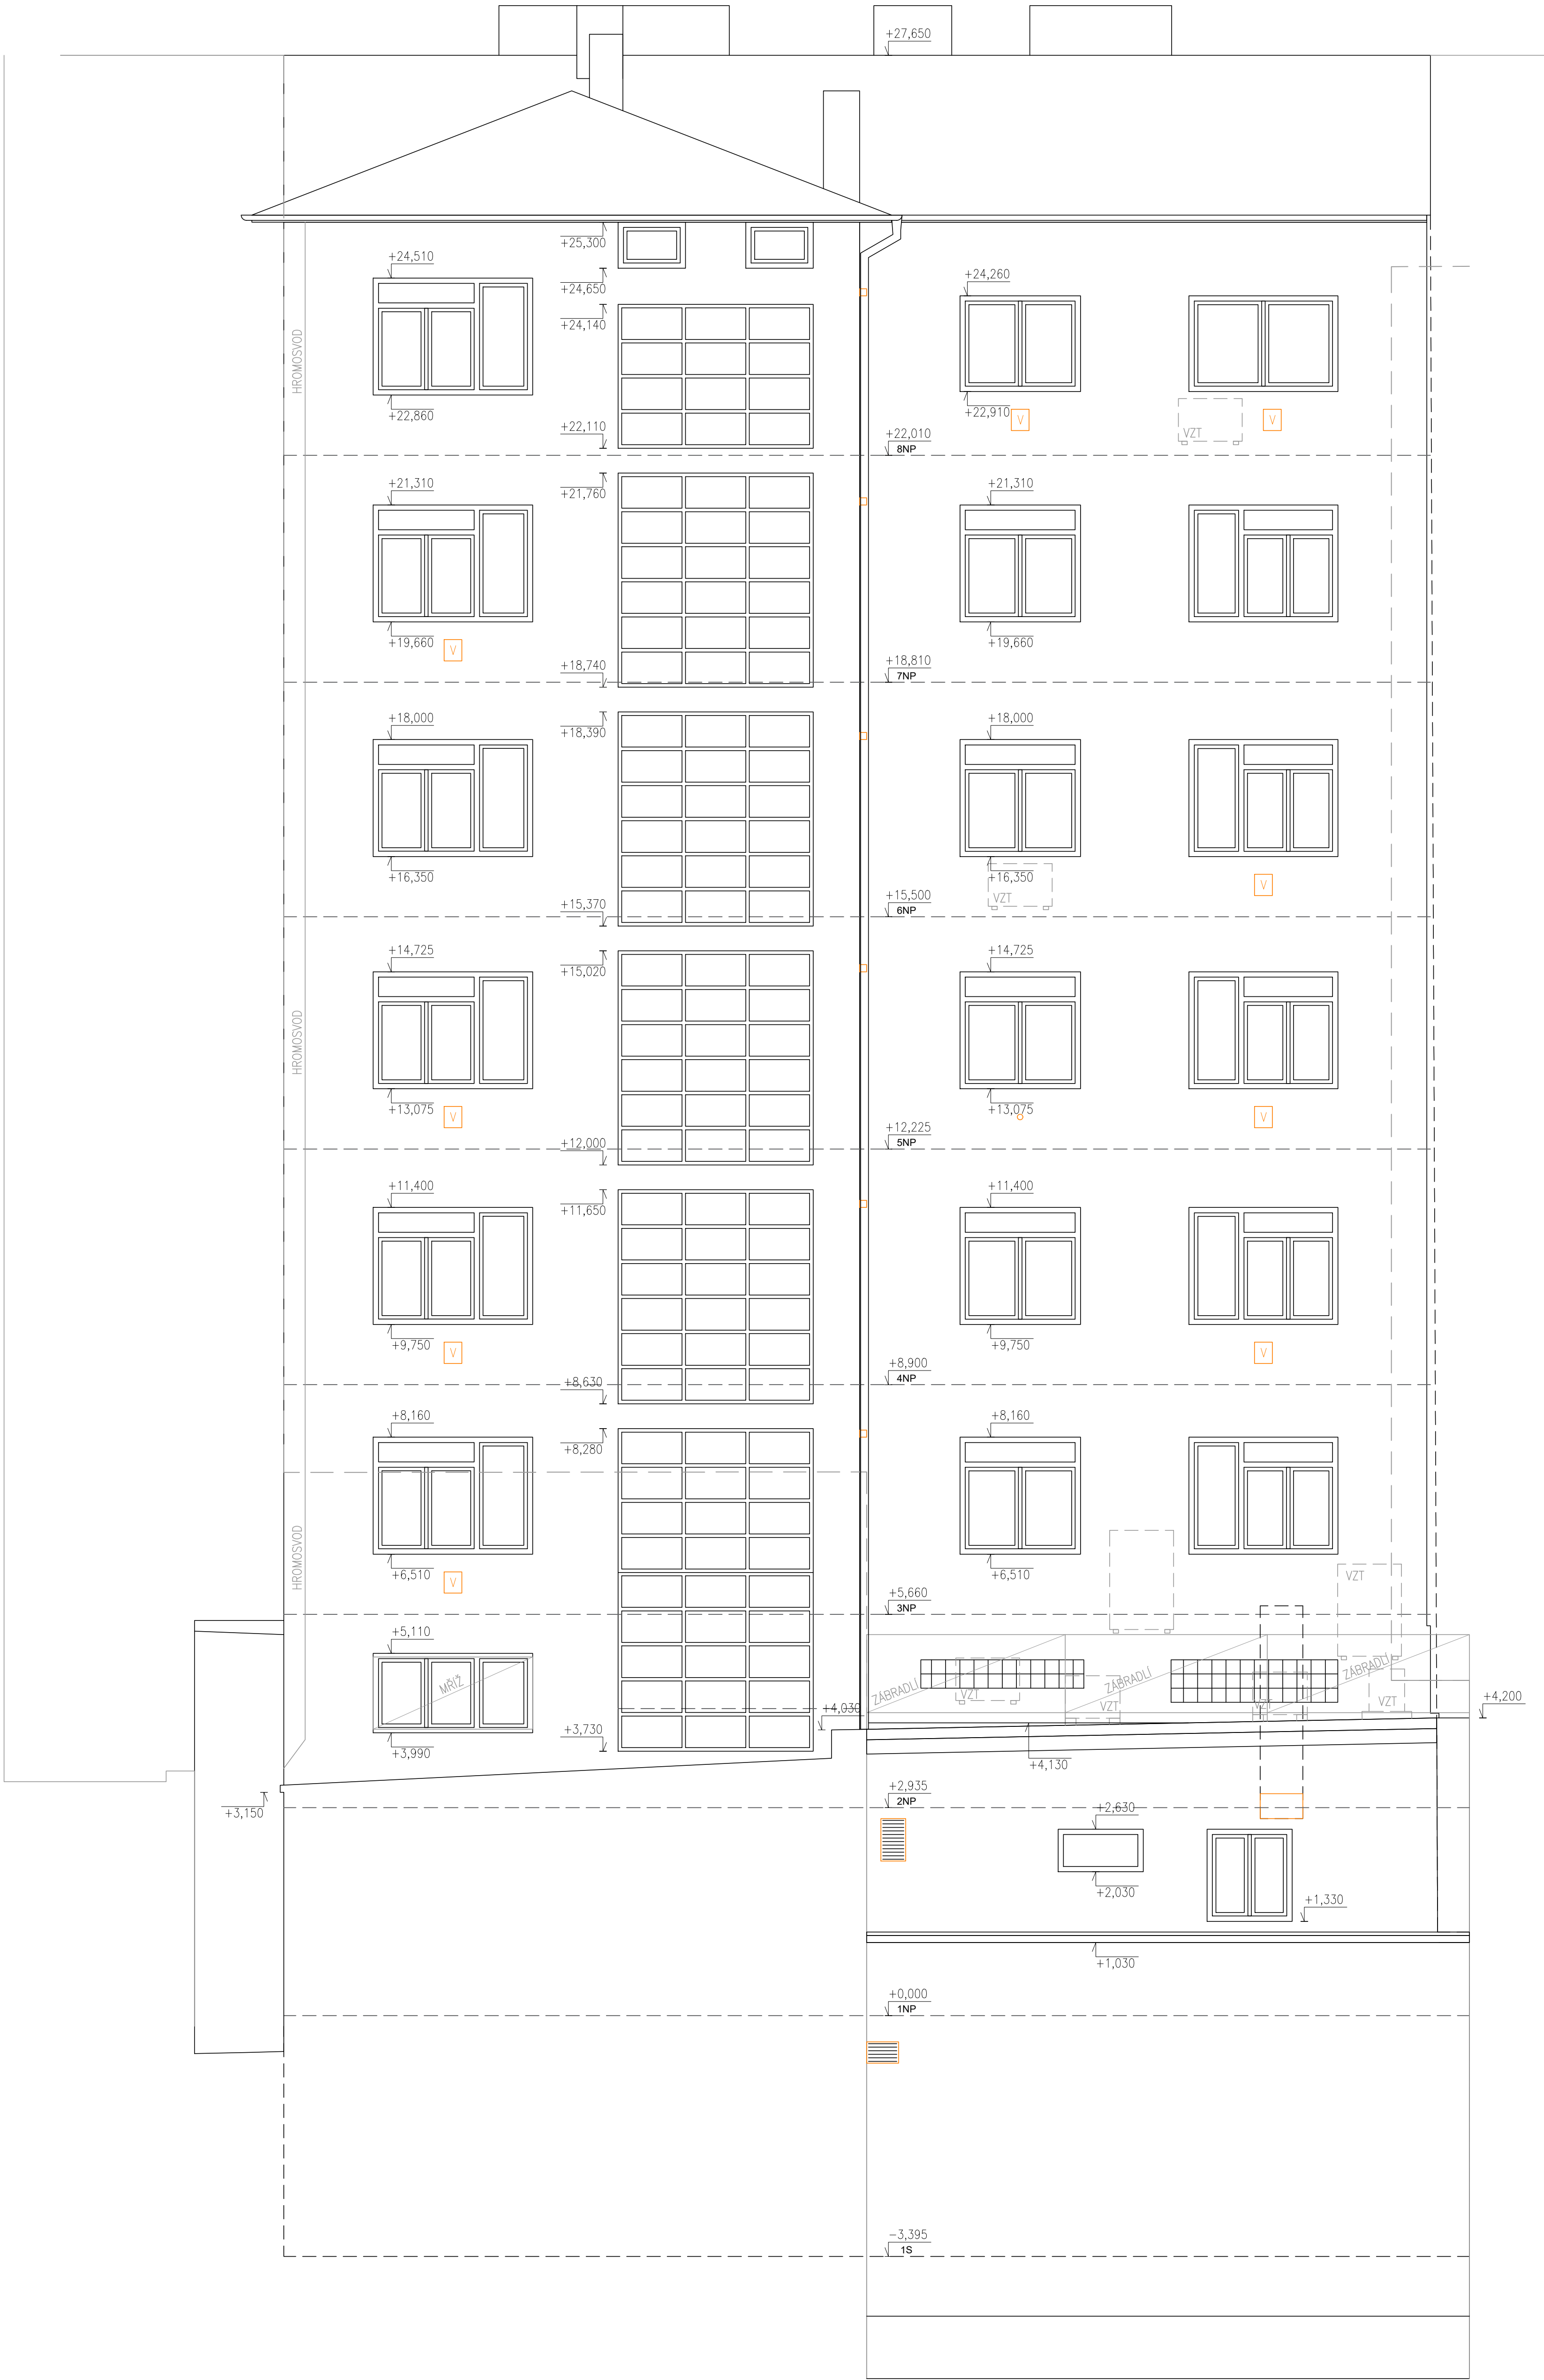 +27,650
+25,300
+24,510
+24,650
+24,260
+24,140
HROMOSVOD
+22,860
+22,910
V
V
VZT
+22,110
+22,010
8NP
+21,310
+21,760
+21,310
+19,660
+19,660
V
+18,740
+18,810
7NP
+18,000
+18,390
+18,000
+16,350
+16,350
V
VZT
+15,370
+15,500
6NP
+14,725
+15,020
+14,725
HROMOSVOD
+13,075
+13,075
V
V
+12,000
+12,225
5NP
+11,400
+11,650
+11,400
+9,750
+9,750
V
V
+8,630
+8,900
4NP
+8,160
+8,280
+8,160
HROMOSVOD
+6,510
+6,510
V
VZT
+5,660
3NP
+5,110
MŘÍŽ
ZÁBRADLÍ
ZÁBRADLÍ
ZÁBRADLÍ
VZT
VZT
VZT
VZT
+4,030
+4,200
+3,730
+3,990
+4,130
+3,150
+2,935
2NP
+2,630
+2,030
+1,330
+1,030
+0,000
1NP
-3,395
1S